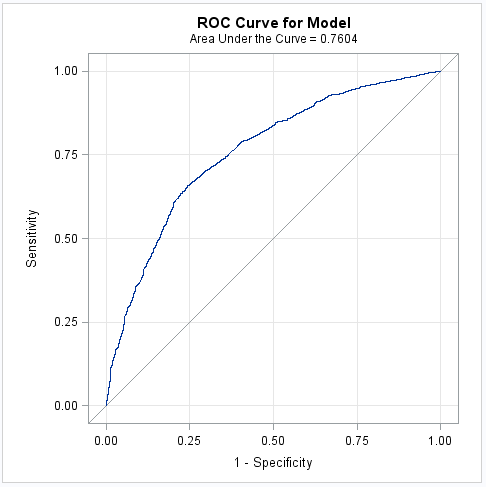 ROC Curve for Model
Area Under the Curve = 0.7604
1.00
0.75
0.50
0.25
0.00
Sensitivity
0.00 0.25 0.50 0.75 1.00
1 - Specificity